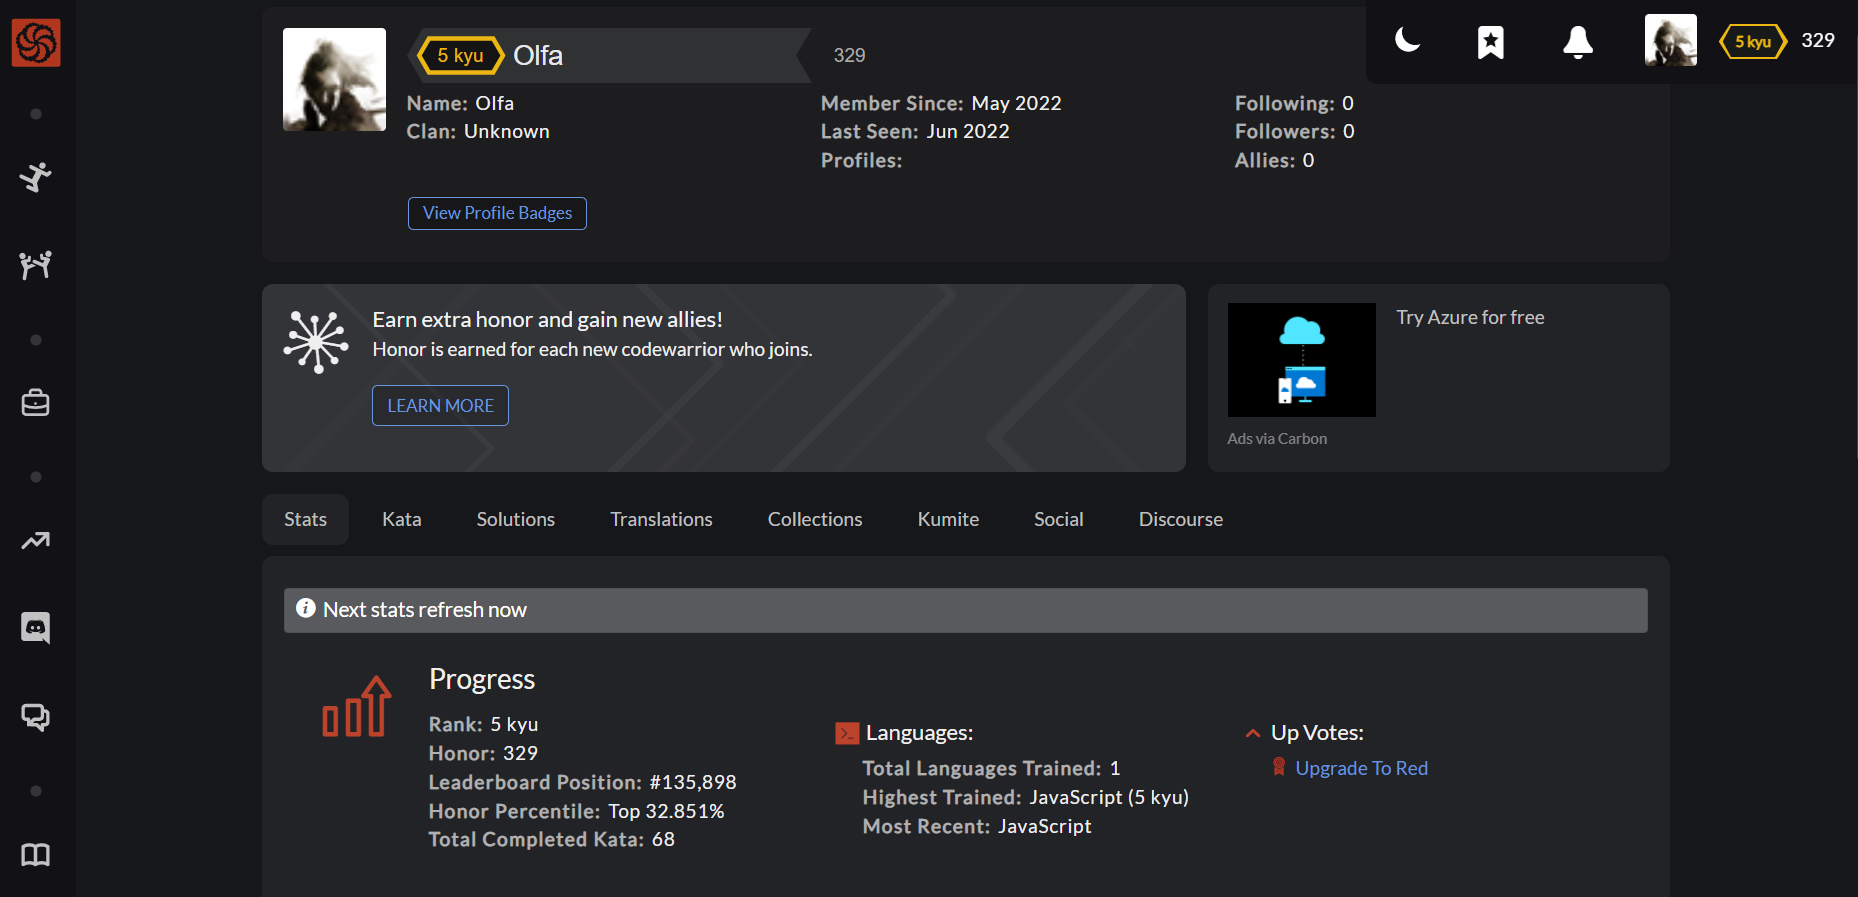 5 kyu Olfa
329
5 kyu 329
Name: Olfa
Clan: Unknown
Member Since: May 2022
Last Seen: Jun 2022
Profiles:
Following: 0
Followers: 0
Allies: 0
View Profile Badges
Earn extra honor and gain new allies!
Honor is earned for each new codewarrior who joins.
LEARN MORE
Try Azure for free
Ads via Carbon
Stats Kata Solutions Translations Collections Kumite Social Discourse
Next stats refresh now
Progress
Rank: 5 kyu
Honor: 329
Leaderboard Position: #135,898
Honor Percentile: Top 32.851%
Total Completed Kata: 68
Languages:
Total Languages Trained: 1
Highest Trained: JavaScript (5 kyu)
Most Recent: JavaScript
Up Votes:
Upgrade To Red